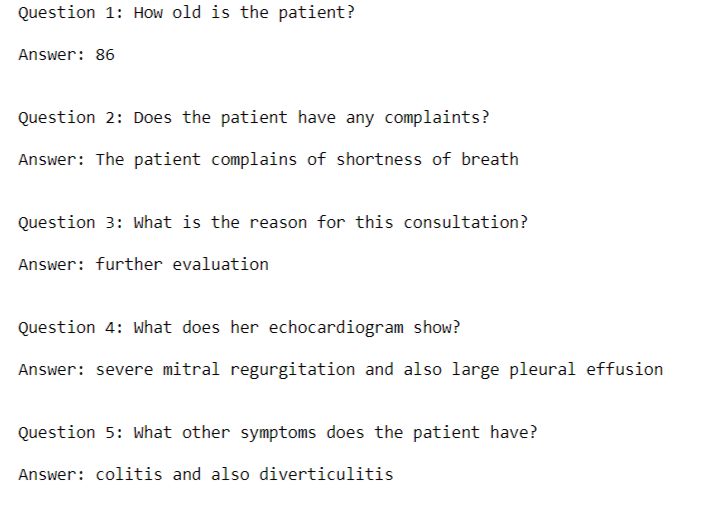 Question 1: How old is the patient?
Answer: 86
Question 2: Does the patient have any complaints?
Answer: The patient complains of shortness of breath
Question 3: What is the reason for this consultation?
Answer: further evaluation
Question 4: What does her echocardiogram show?
Answer: severe mitral regurgitation and also large pleural effusion
Question 5: What other symptoms does the patient have?
Answer: colitis and also diverticulitis